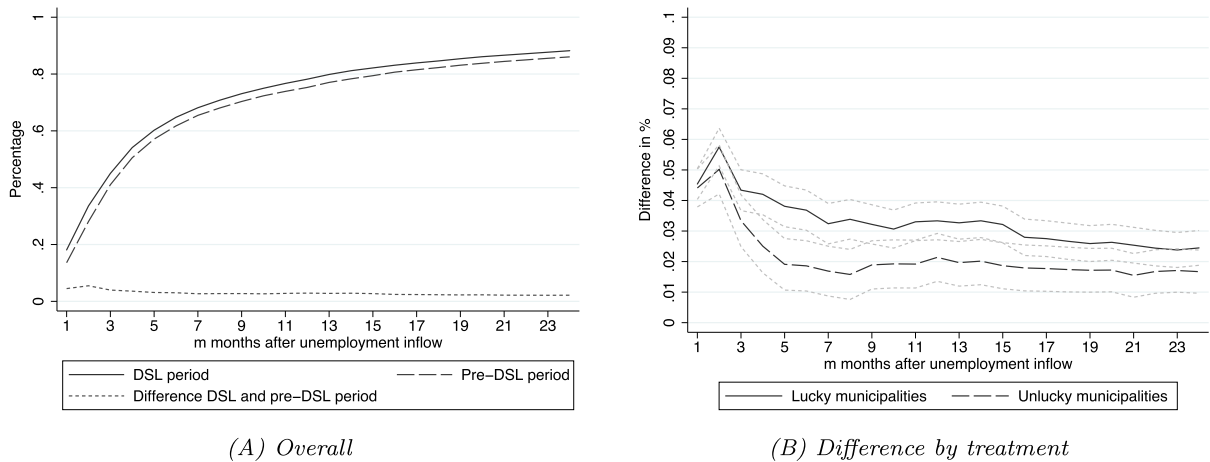 Percentage
1
.8
.6
.4
.2
0
1 3 5 7 9 11 13 15 17 19 21 23
m months after unemployment inflow
DSL period
Pre−DSL period
Difference DSL and pre−DSL period
(A) Overall
Difference in %
.1
.09
.08
.07
.06
.05
.04
.03
.02
.01
0
1 3 5 7 9 11 13 15 17 19 21 23
m months after unemployment inflow
Lucky municipalities
Unlucky municipalities
(B) Difference by treatment